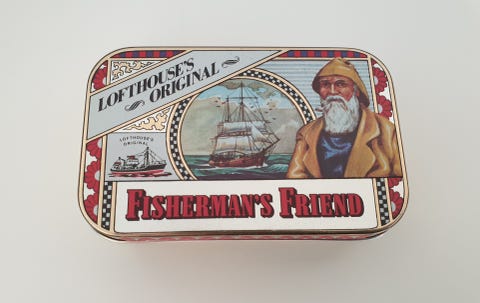 LOFTHOUSE'S
ORIGINAL
LOFTHOUSE'S
ORIGINAL
FISHERMAN'S FRIEND